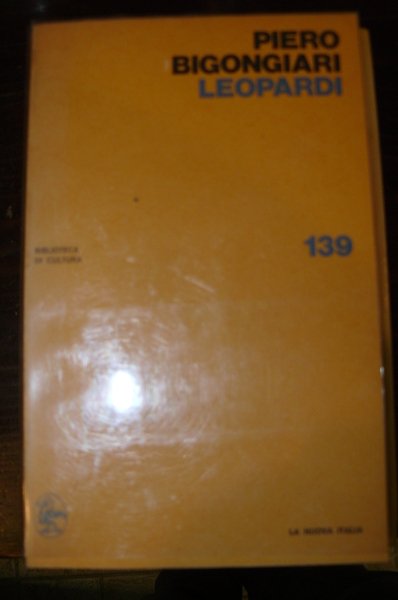 PIERO
BIGONGIARI
LEOPARDI
BIBLIOTECA
DI CULTURA
139
LA NUOVA ITALIA